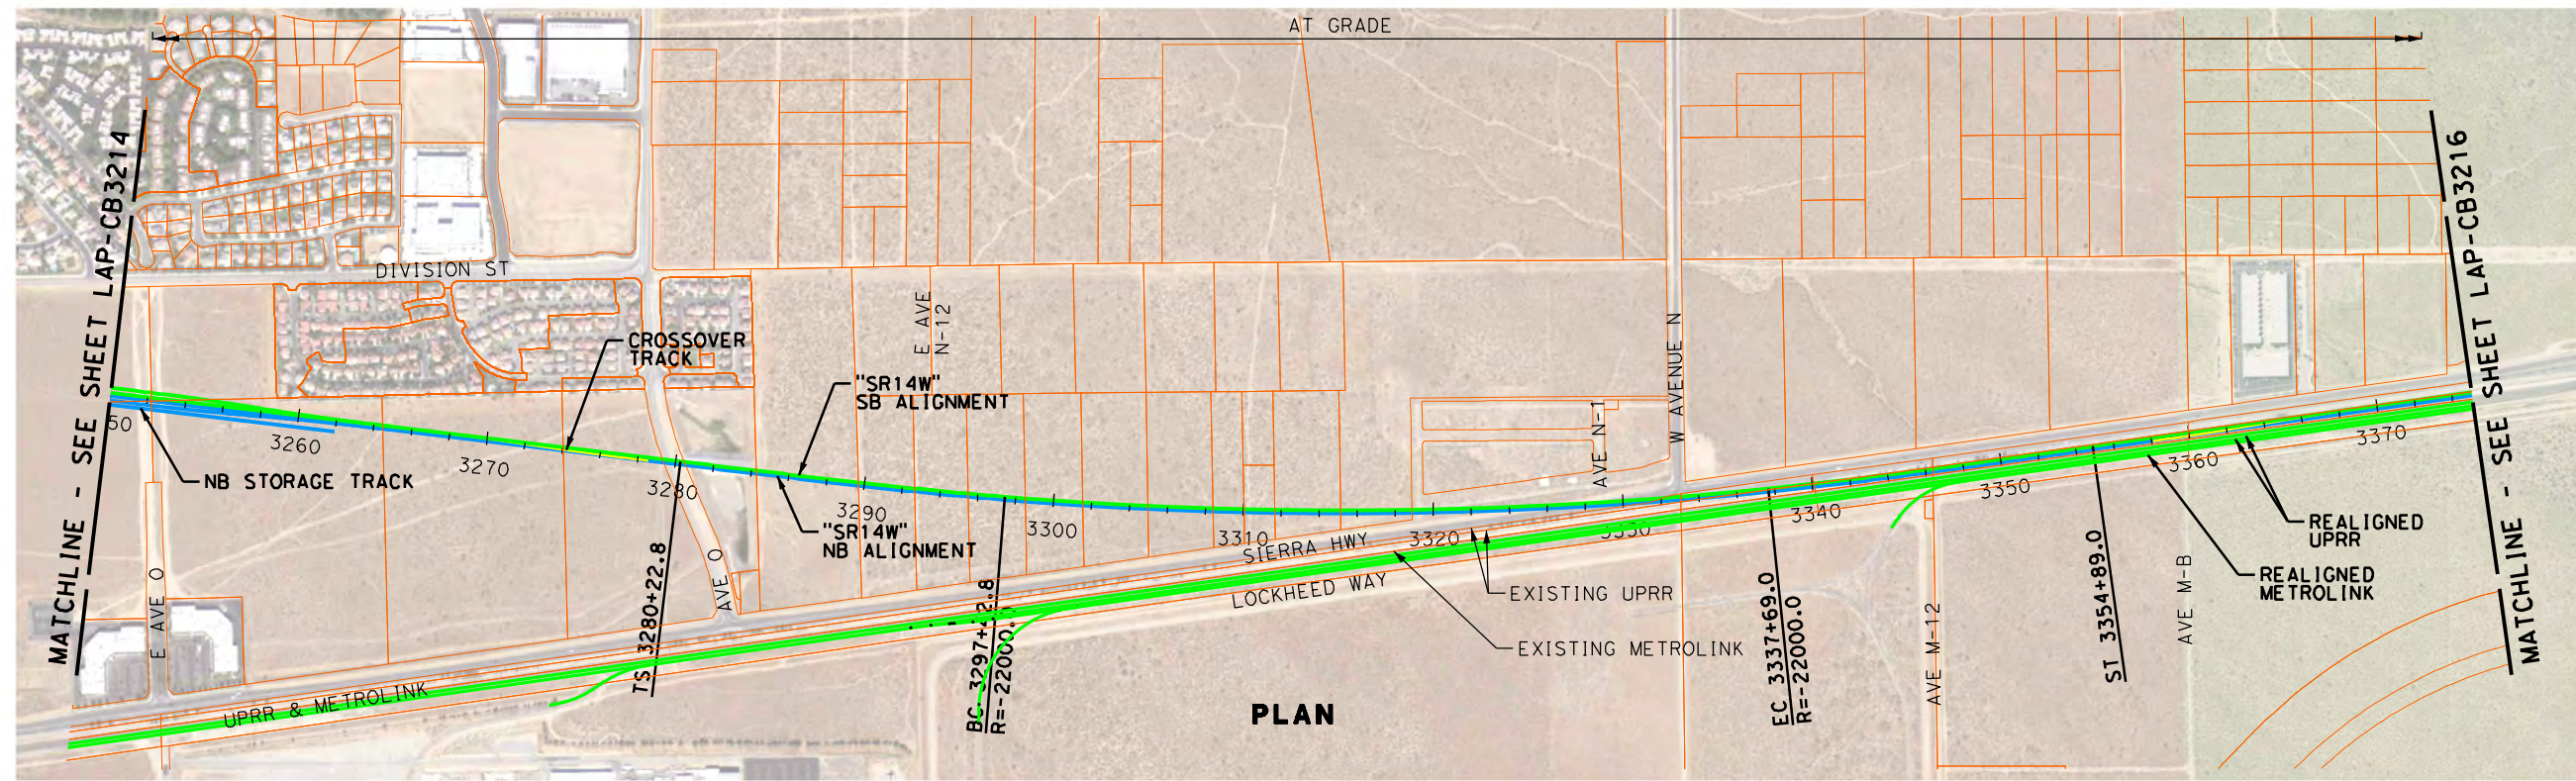 AT GRADE
MATCHLINE - SEE SHEET LAP-CB3214
MATCHLINE - SEE SHEET LAP-CB3216
DIVISION ST
E AVE
N-12
CROSSOVER
TRACK
"SR14W"
SB ALIGNMENT
W AVENUE N
AVE N-1
50
3260
3270
3280
3290
3300
3310
3320
3330
3340
3350
3360
3370
NB STORAGE TRACK
"SR14W"
NB ALIGNMENT
SIERRA HWY
LOCKHEED WAY
EXISTING UPRR
EXISTING METROLINK
REALIGNED
UPRR
REALIGNED
METROLINK
E AVE O
AVE O
TS 3280+22.8
R=-22000.0
EC 3337+69.0
R=-22000.0
ST 3354+89.0
AVE M-12
AVE M-B
UPRR & METROLINK
PLAN